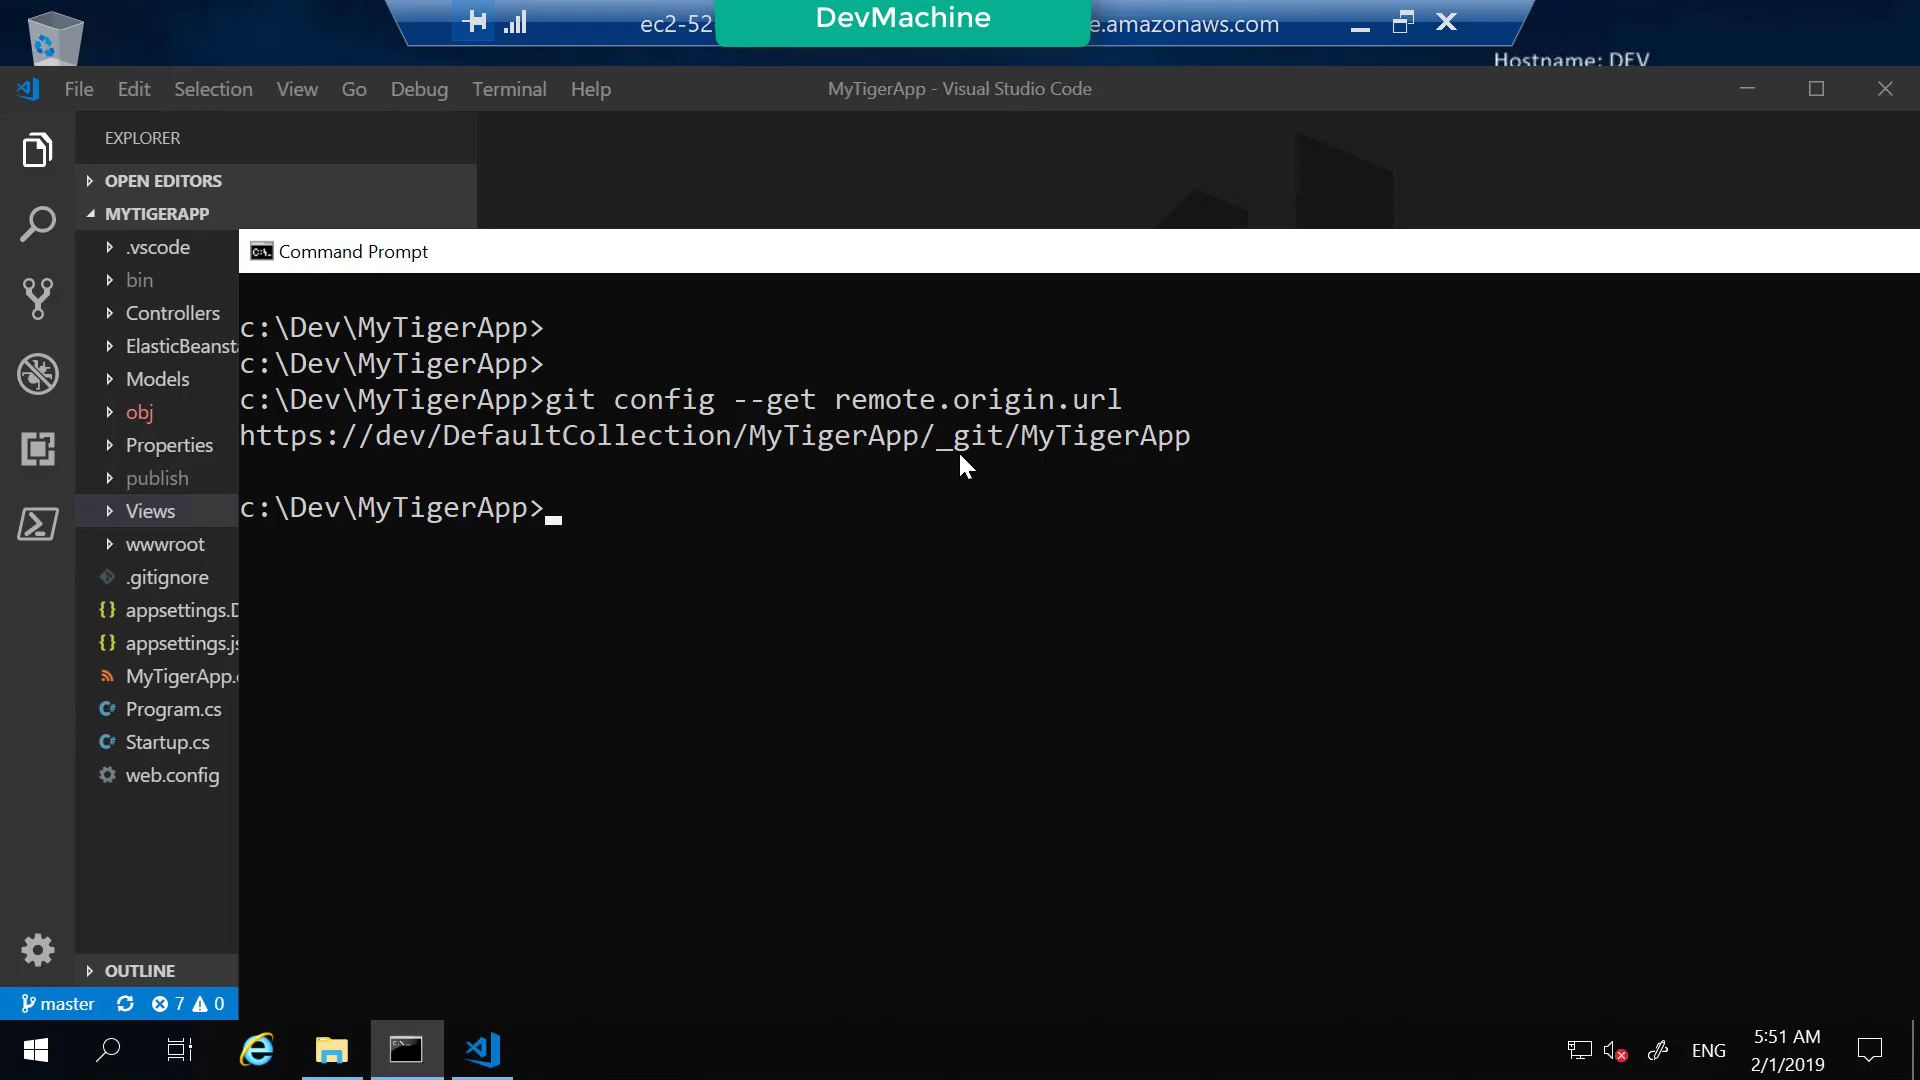 ec2-52
DevMachine
e.amazonaws.com
Hostname: DEV
File Edit Selection View Go Debug Terminal Help
MyTigerApp - Visual Studio Code
EXPLORER
OPEN EDITORS
MYTIGERAPP
.vscode
bin
Controllers
ElasticBeansta
Models
obj
Properties
publish
Views
wwwroot
.gitignore
appsettings.D
appsettings.js
MyTigerApp.c
Program.cs
Startup.cs
web.config
OUTLINE
master 7 0
Command Prompt
c:\Dev\MyTigerApp>
c:\Dev\MyTigerApp>
c:\Dev\MyTigerApp>git config --get remote.origin.url
https://dev/DefaultCollection/MyTigerApp/_git/MyTigerApp
c:\Dev\MyTigerApp>
ENG
5:51 AM
2/1/2019